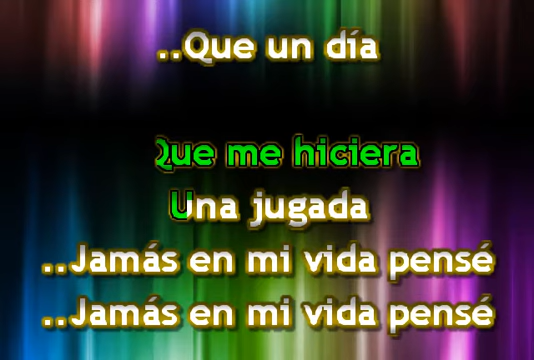 ..Que un día
Que me hiciera
Una jugada
..Jamás en mi vida pensé
..Jamás en mi vida pensé